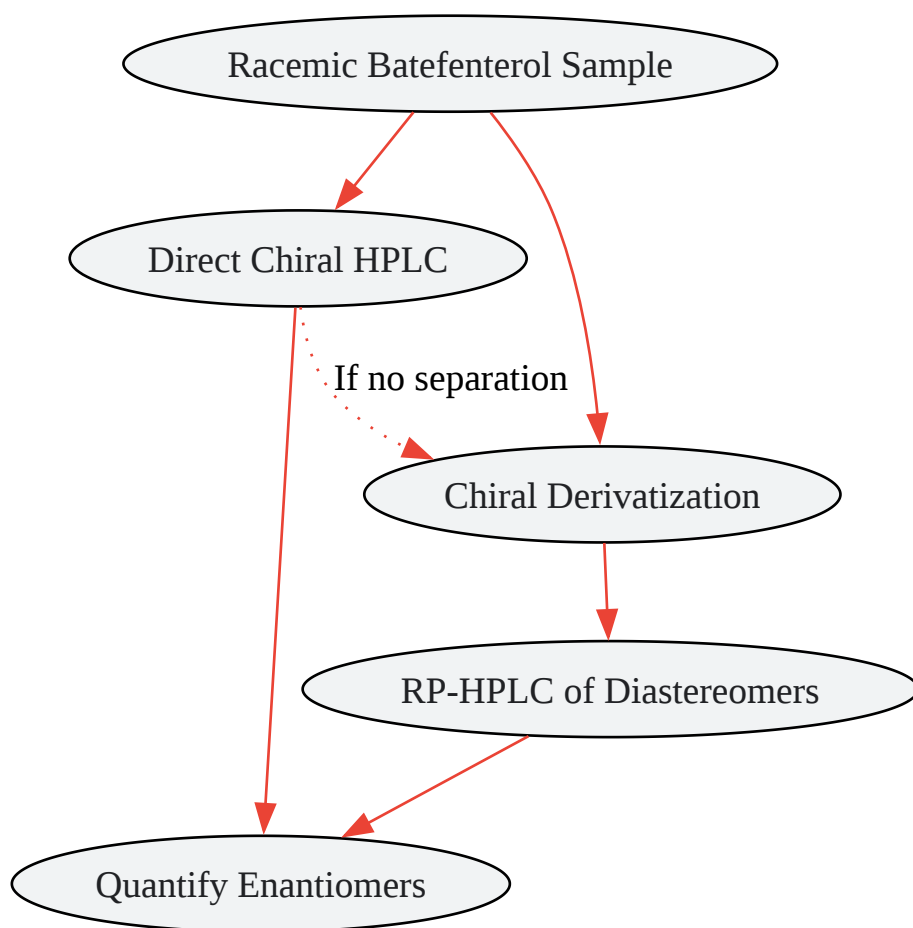 Racemic Batefenterol Sample
Direct Chiral HPLC
If no separation
Chiral Derivatization
RP-HPLC of Diastereomers
Quantify Enantiomers